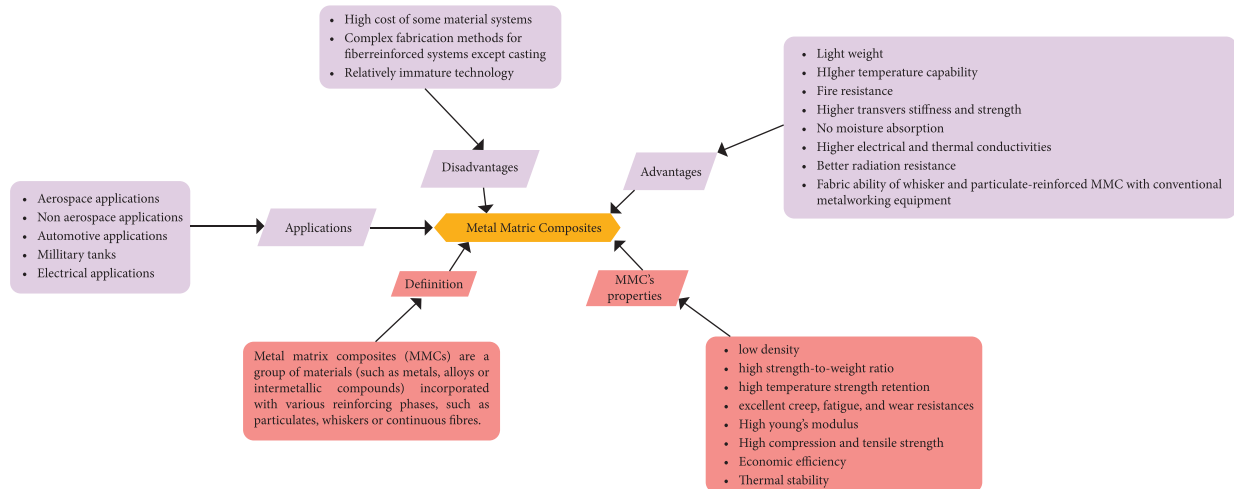 • High cost of some material systems
• Complex fabrication methods for
fiberreinforced systems except casting
• Relatively immature technology
• Light weight
• HIgher temperature capability
• Fire resistance
• Higher transvers stiffness and strength
• No moisture absorption
• Higher electrical and thermal conductivities
• Better radiation resistance
• Fabric ability of whisker and particulate-reinforced MMC with conventional
metalworking equipment
Disadvantages
Advantages
• Aerospace applications
• Non aerospace applications
• Automotive applications
• Millitary tanks
• Electrical applications
Applications
Metal Matric Composites
Defiinition
MMC's
properties
Metal matrix composites (MMCs) are a
group of materials (such as metals, alloys or
intermetallic compounds) incorporated
with various reinforcing phases, such as
particulates, whiskers or continuous fibres.
• low density
• high strength-to-weight ratio
• high temperature strength retention
• excellent creep, fatigue, and wear resistances
• High young's modulus
• High compression and tensile strength
• Economic efficiency
• Thermal stability